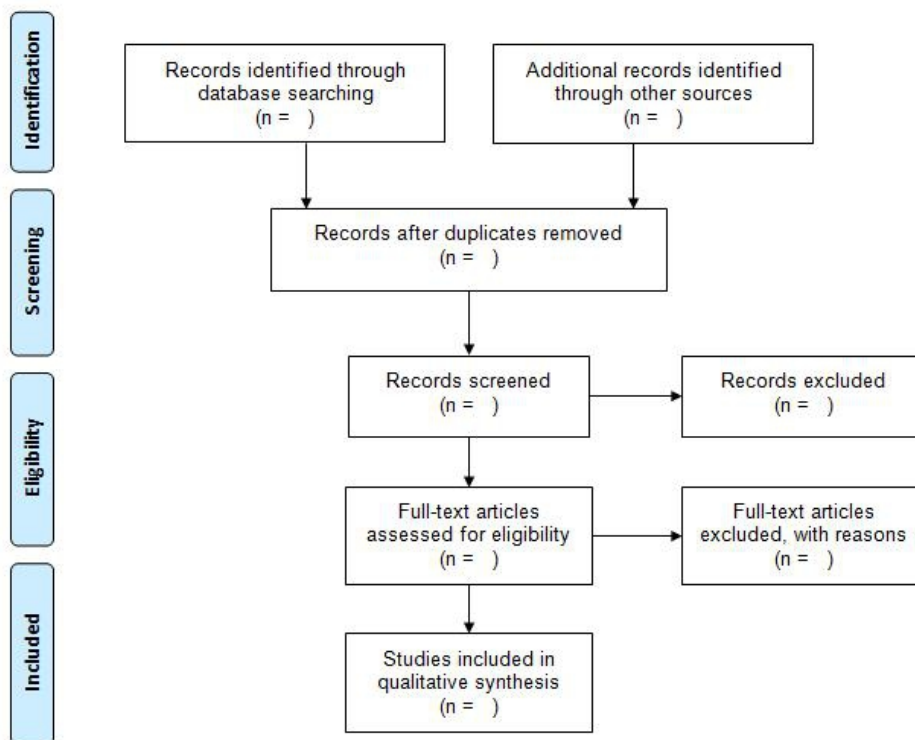 Identification
Records identified through
database searching
(n =   )
Additional records identified
through other sources
(n =   )
Screening
Records after duplicates removed
(n =   )
Records screened
(n =   )
Records excluded
(n =   )
Eligibility
Full-text articles
assessed for eligibility
(n =   )
Full-text articles
excluded, with reasons
(n =   )
Included
Studies included in
qualitative synthesis
(n =   )